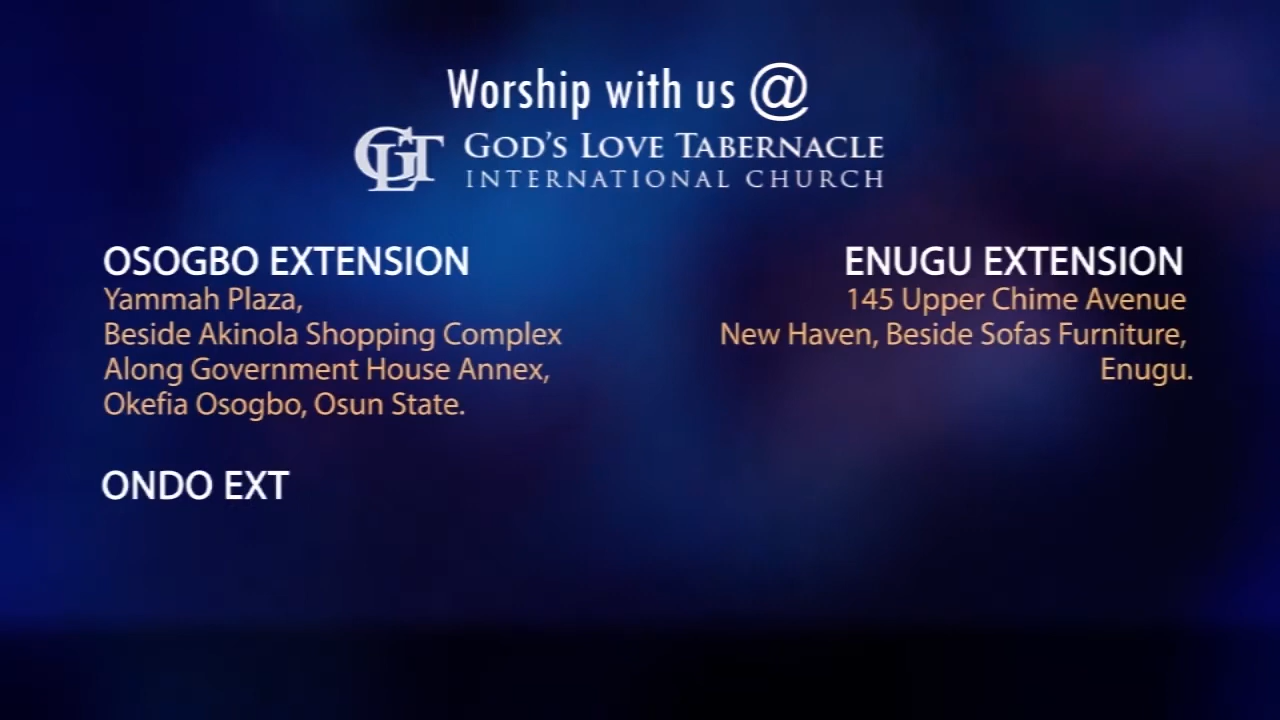 Worship with us @
GLT
GOD'S LOVE TABERNACLE
INTERNATIONAL CHURCH
OSOGBO EXTENSION
Yammah Plaza,
Beside Akinola Shopping Complex
Along Government House Annex,
Okefia Osogbo, Osun State.
ENUGU EXTENSION
145 Upper Chime Avenue
New Haven, Beside Sofas Furniture,
Enugu.
ONDO EXT